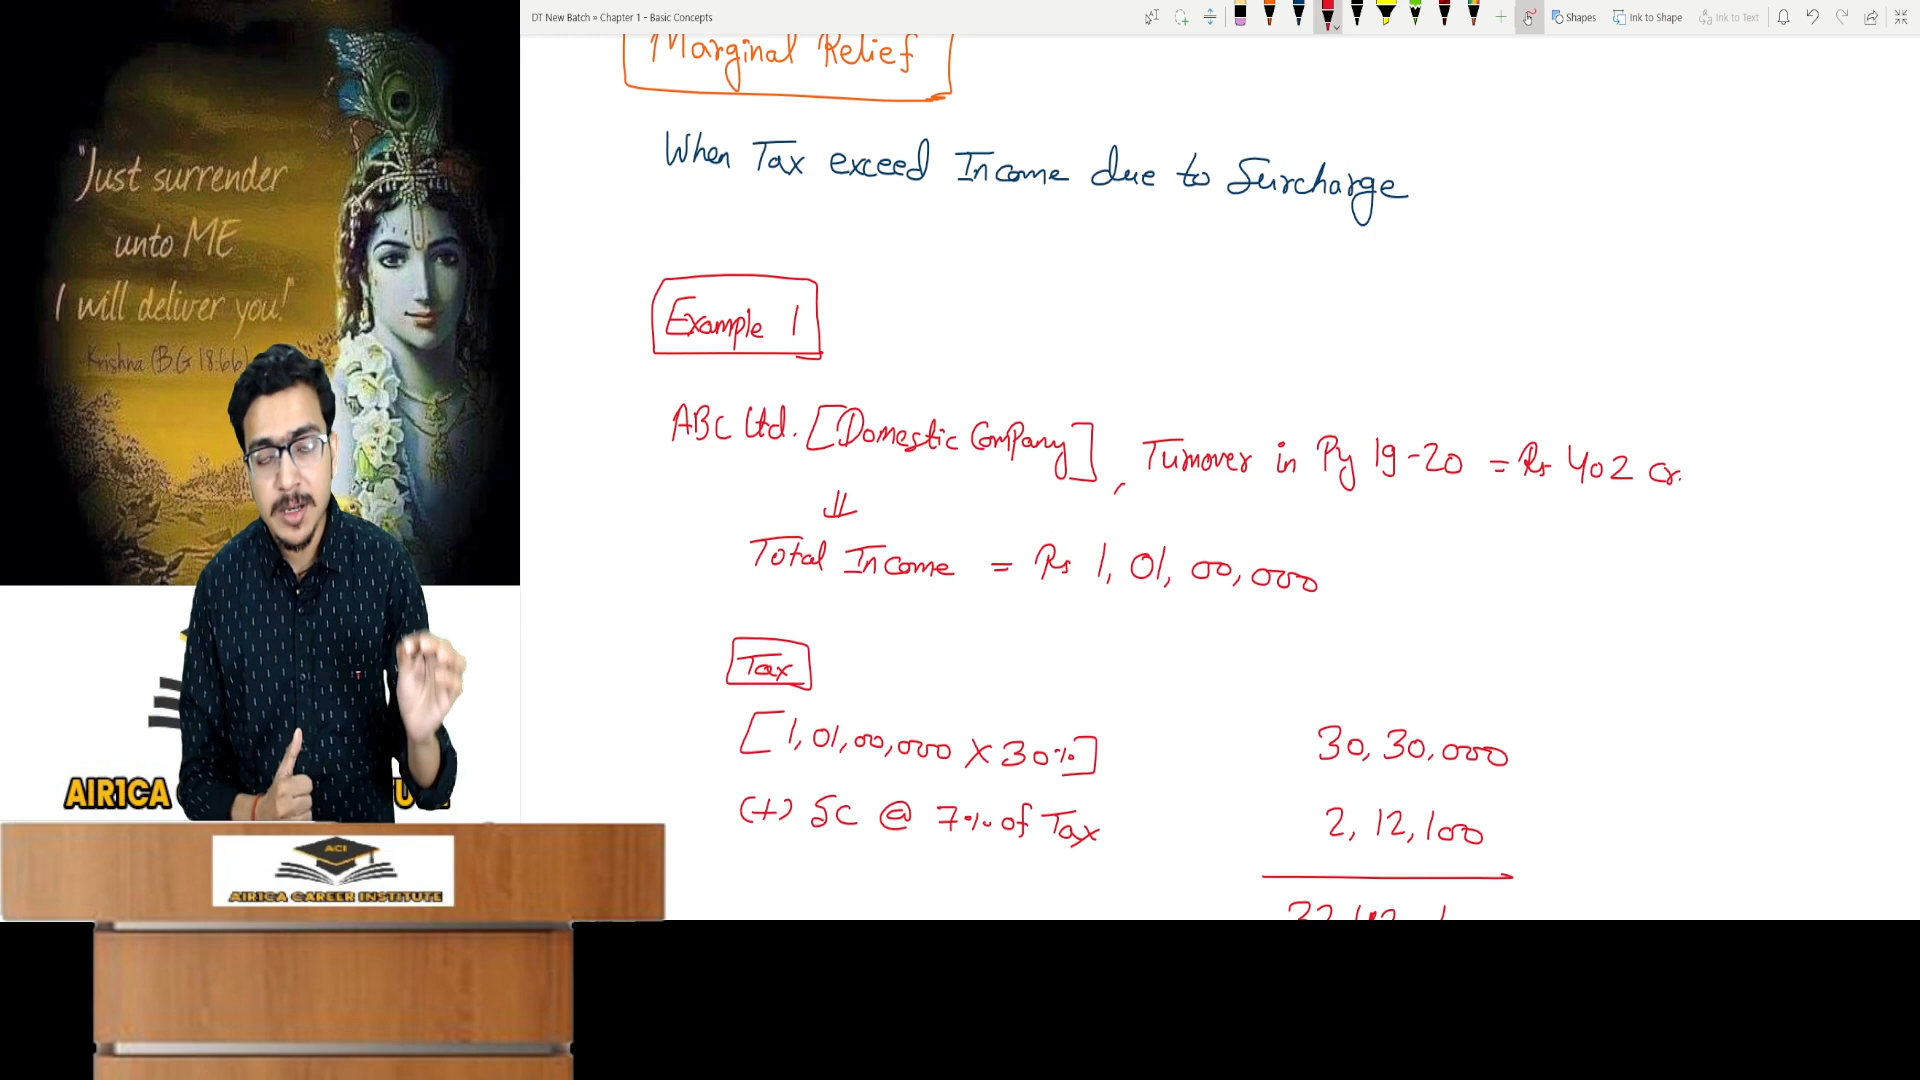 DT New Batch » Chapter 1 - Basic Concepts
Shapes
Ink to Shape
Ink to Text
Marginal Relief
"Just surrender
unto ME
I will deliver you!"
Krishna (B.G 18:66)
When Tax exceed Income due to Surcharge
Example 1
ABC Ltd. [Domestic Company], Turnover in Py 19-20 = Rs 402 Cr.
Total Income = Rs 1,01,00,000
Tax
[1,01,00,000 X 30%] 30,30,000
(+) SC @ 7% of Tax 2,12,100
AIR1CA
ACI
AIR1CA CAREER INSTITUTE